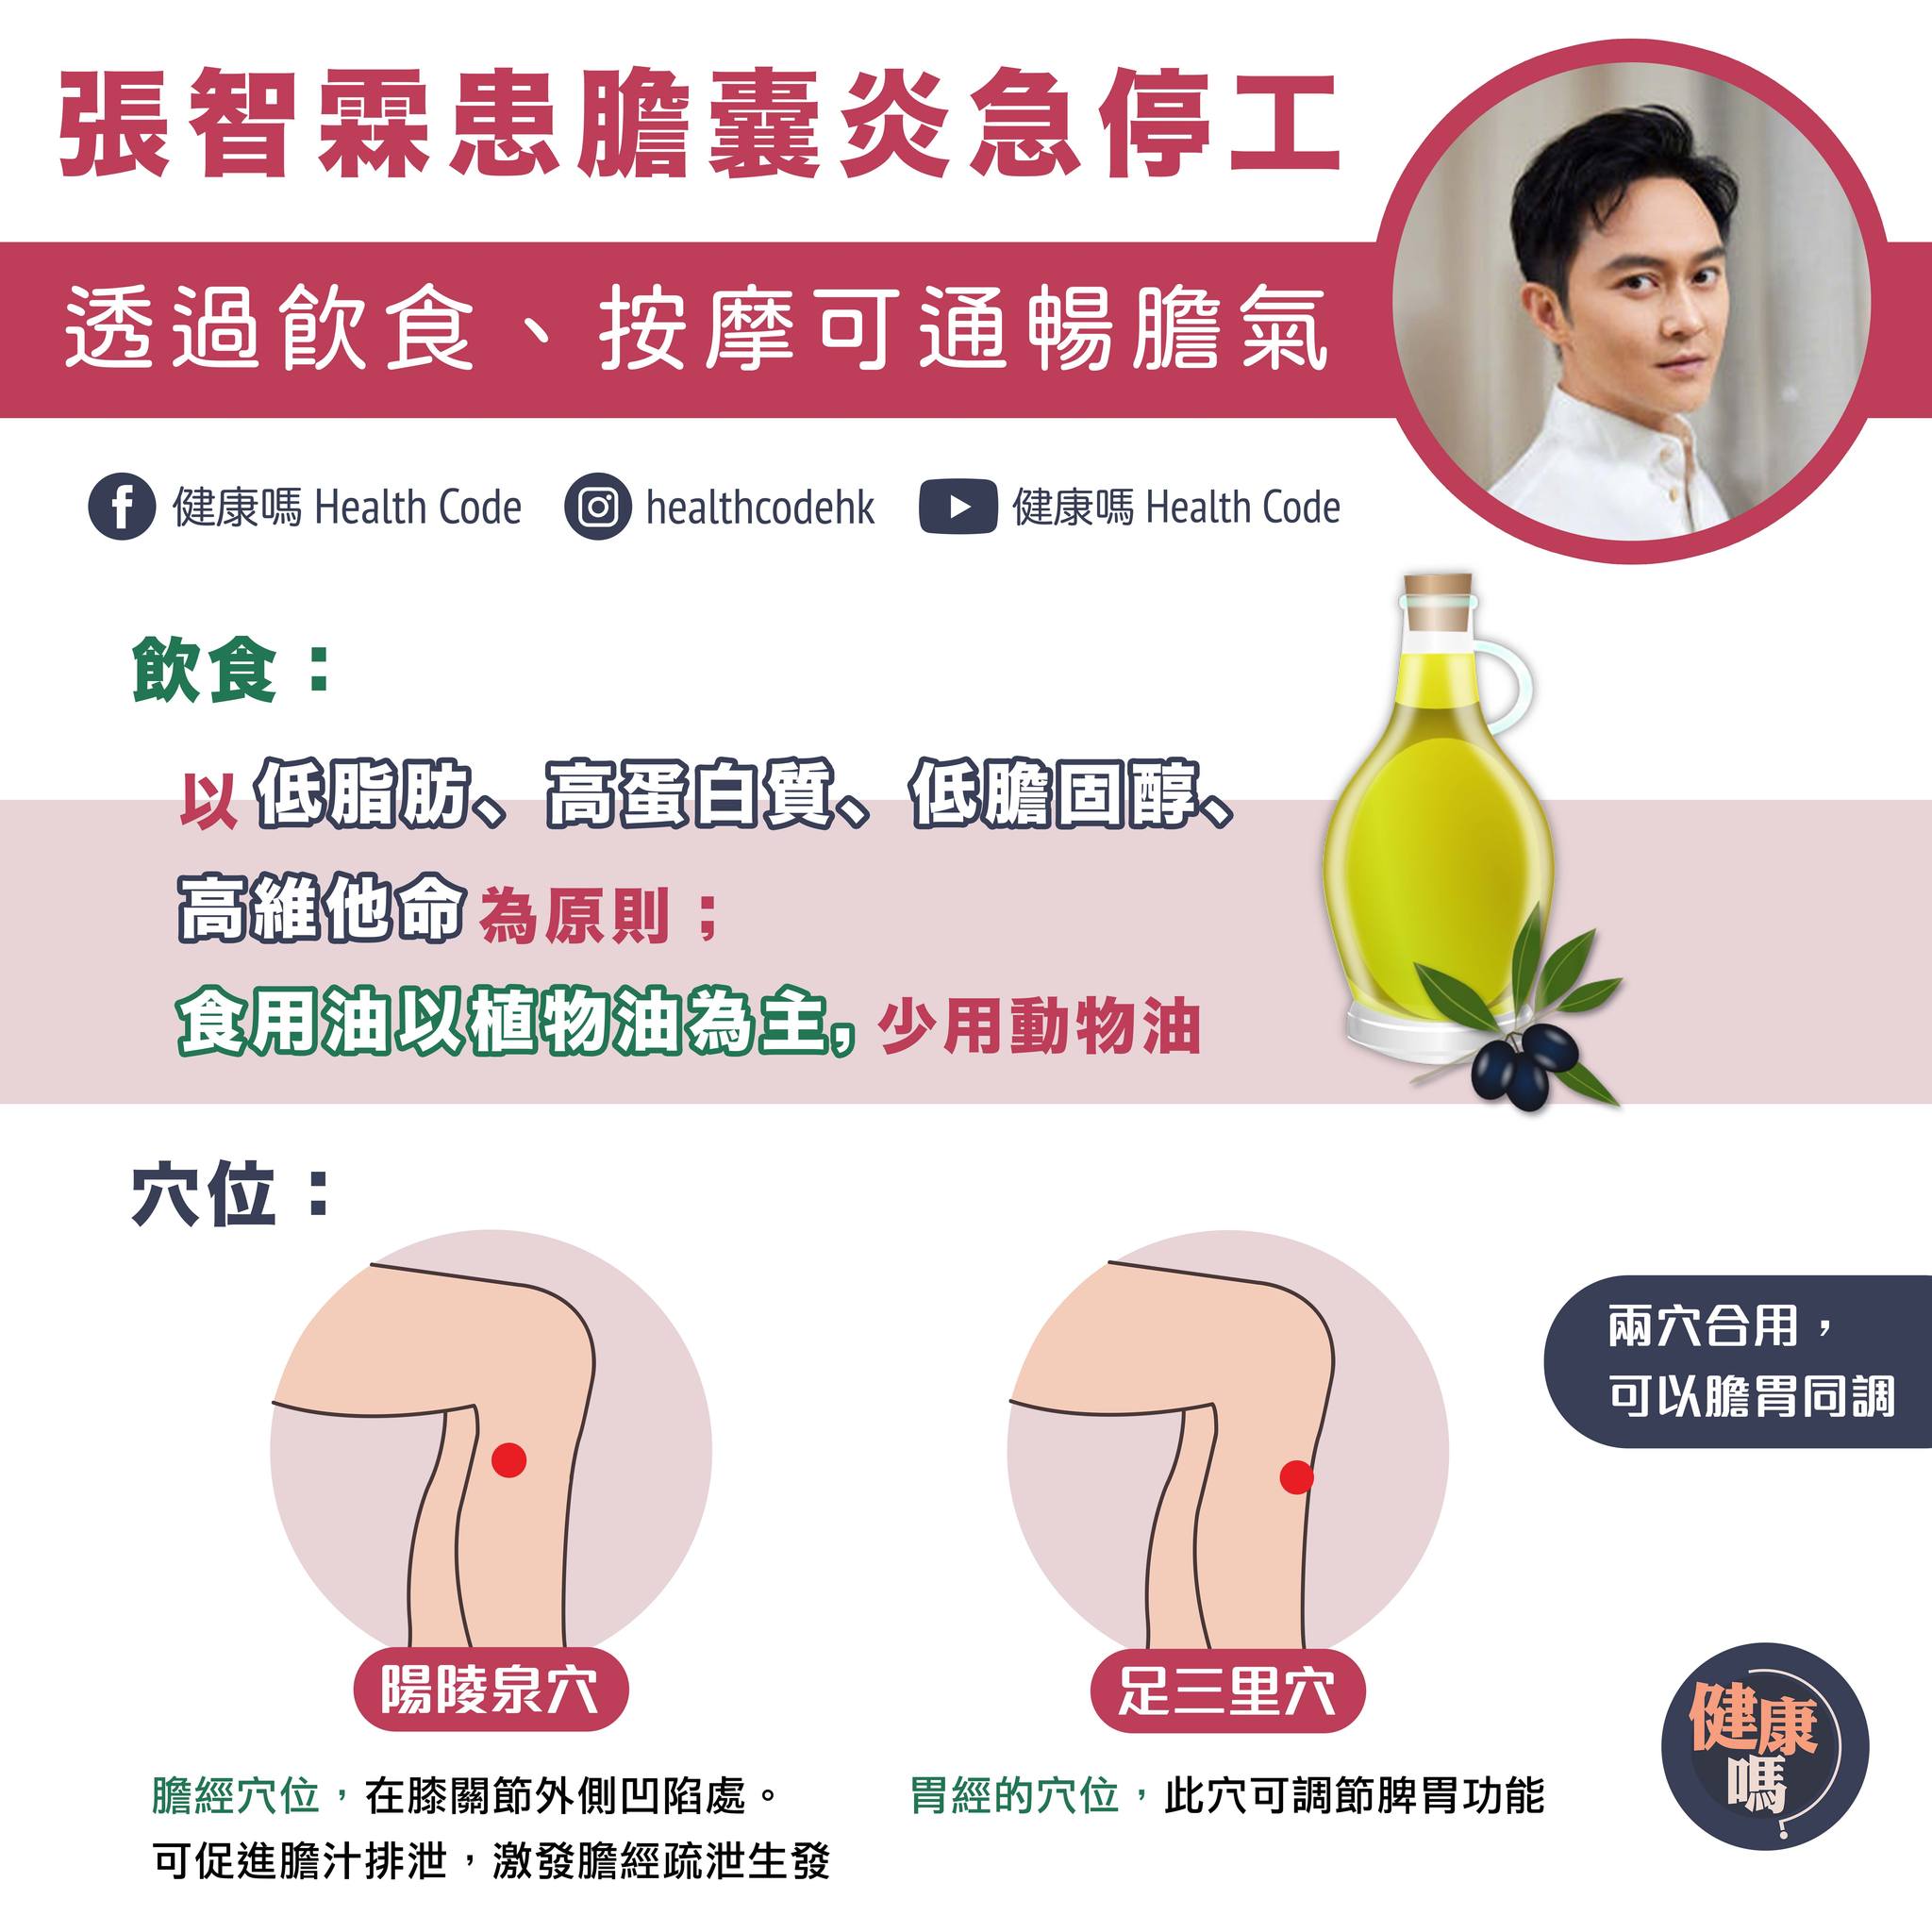 張智霖患膽囊炎急停工
透過飲食、按摩可通暢膽氣
健康嗎 Health Code
healthcodehk
健康嗎 Health Code
飲食：
以低脂肪、高蛋白質、低膽固醇、
高維他命為原則；
食用油以植物油為主,少用動物油
穴位：
兩穴合用，
可以膽胃同調
陽陵泉穴
足三里穴
膽經穴位，在膝關節外側凹陷處。
可促進膽汁排泄，激發膽經疏泄生發
胃經的穴位，此穴可調節脾胃功能
健康
嗎?